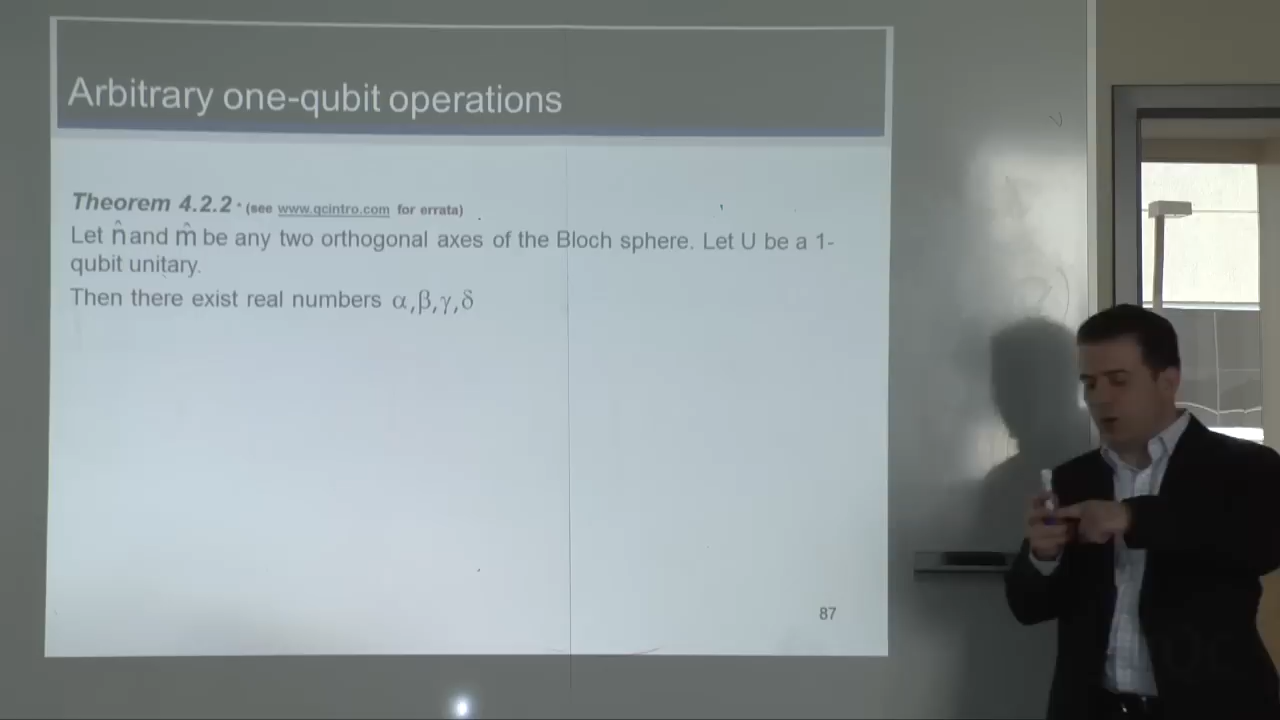 Arbitrary one-qubit operations
Theorem 4.2.2 * (see www.qcintro.com for errata)
Let n̂ and m̂ be any two orthogonal axes of the Bloch sphere. Let U be a 1-
qubit unitary.
Then there exist real numbers α,β,γ,δ
87